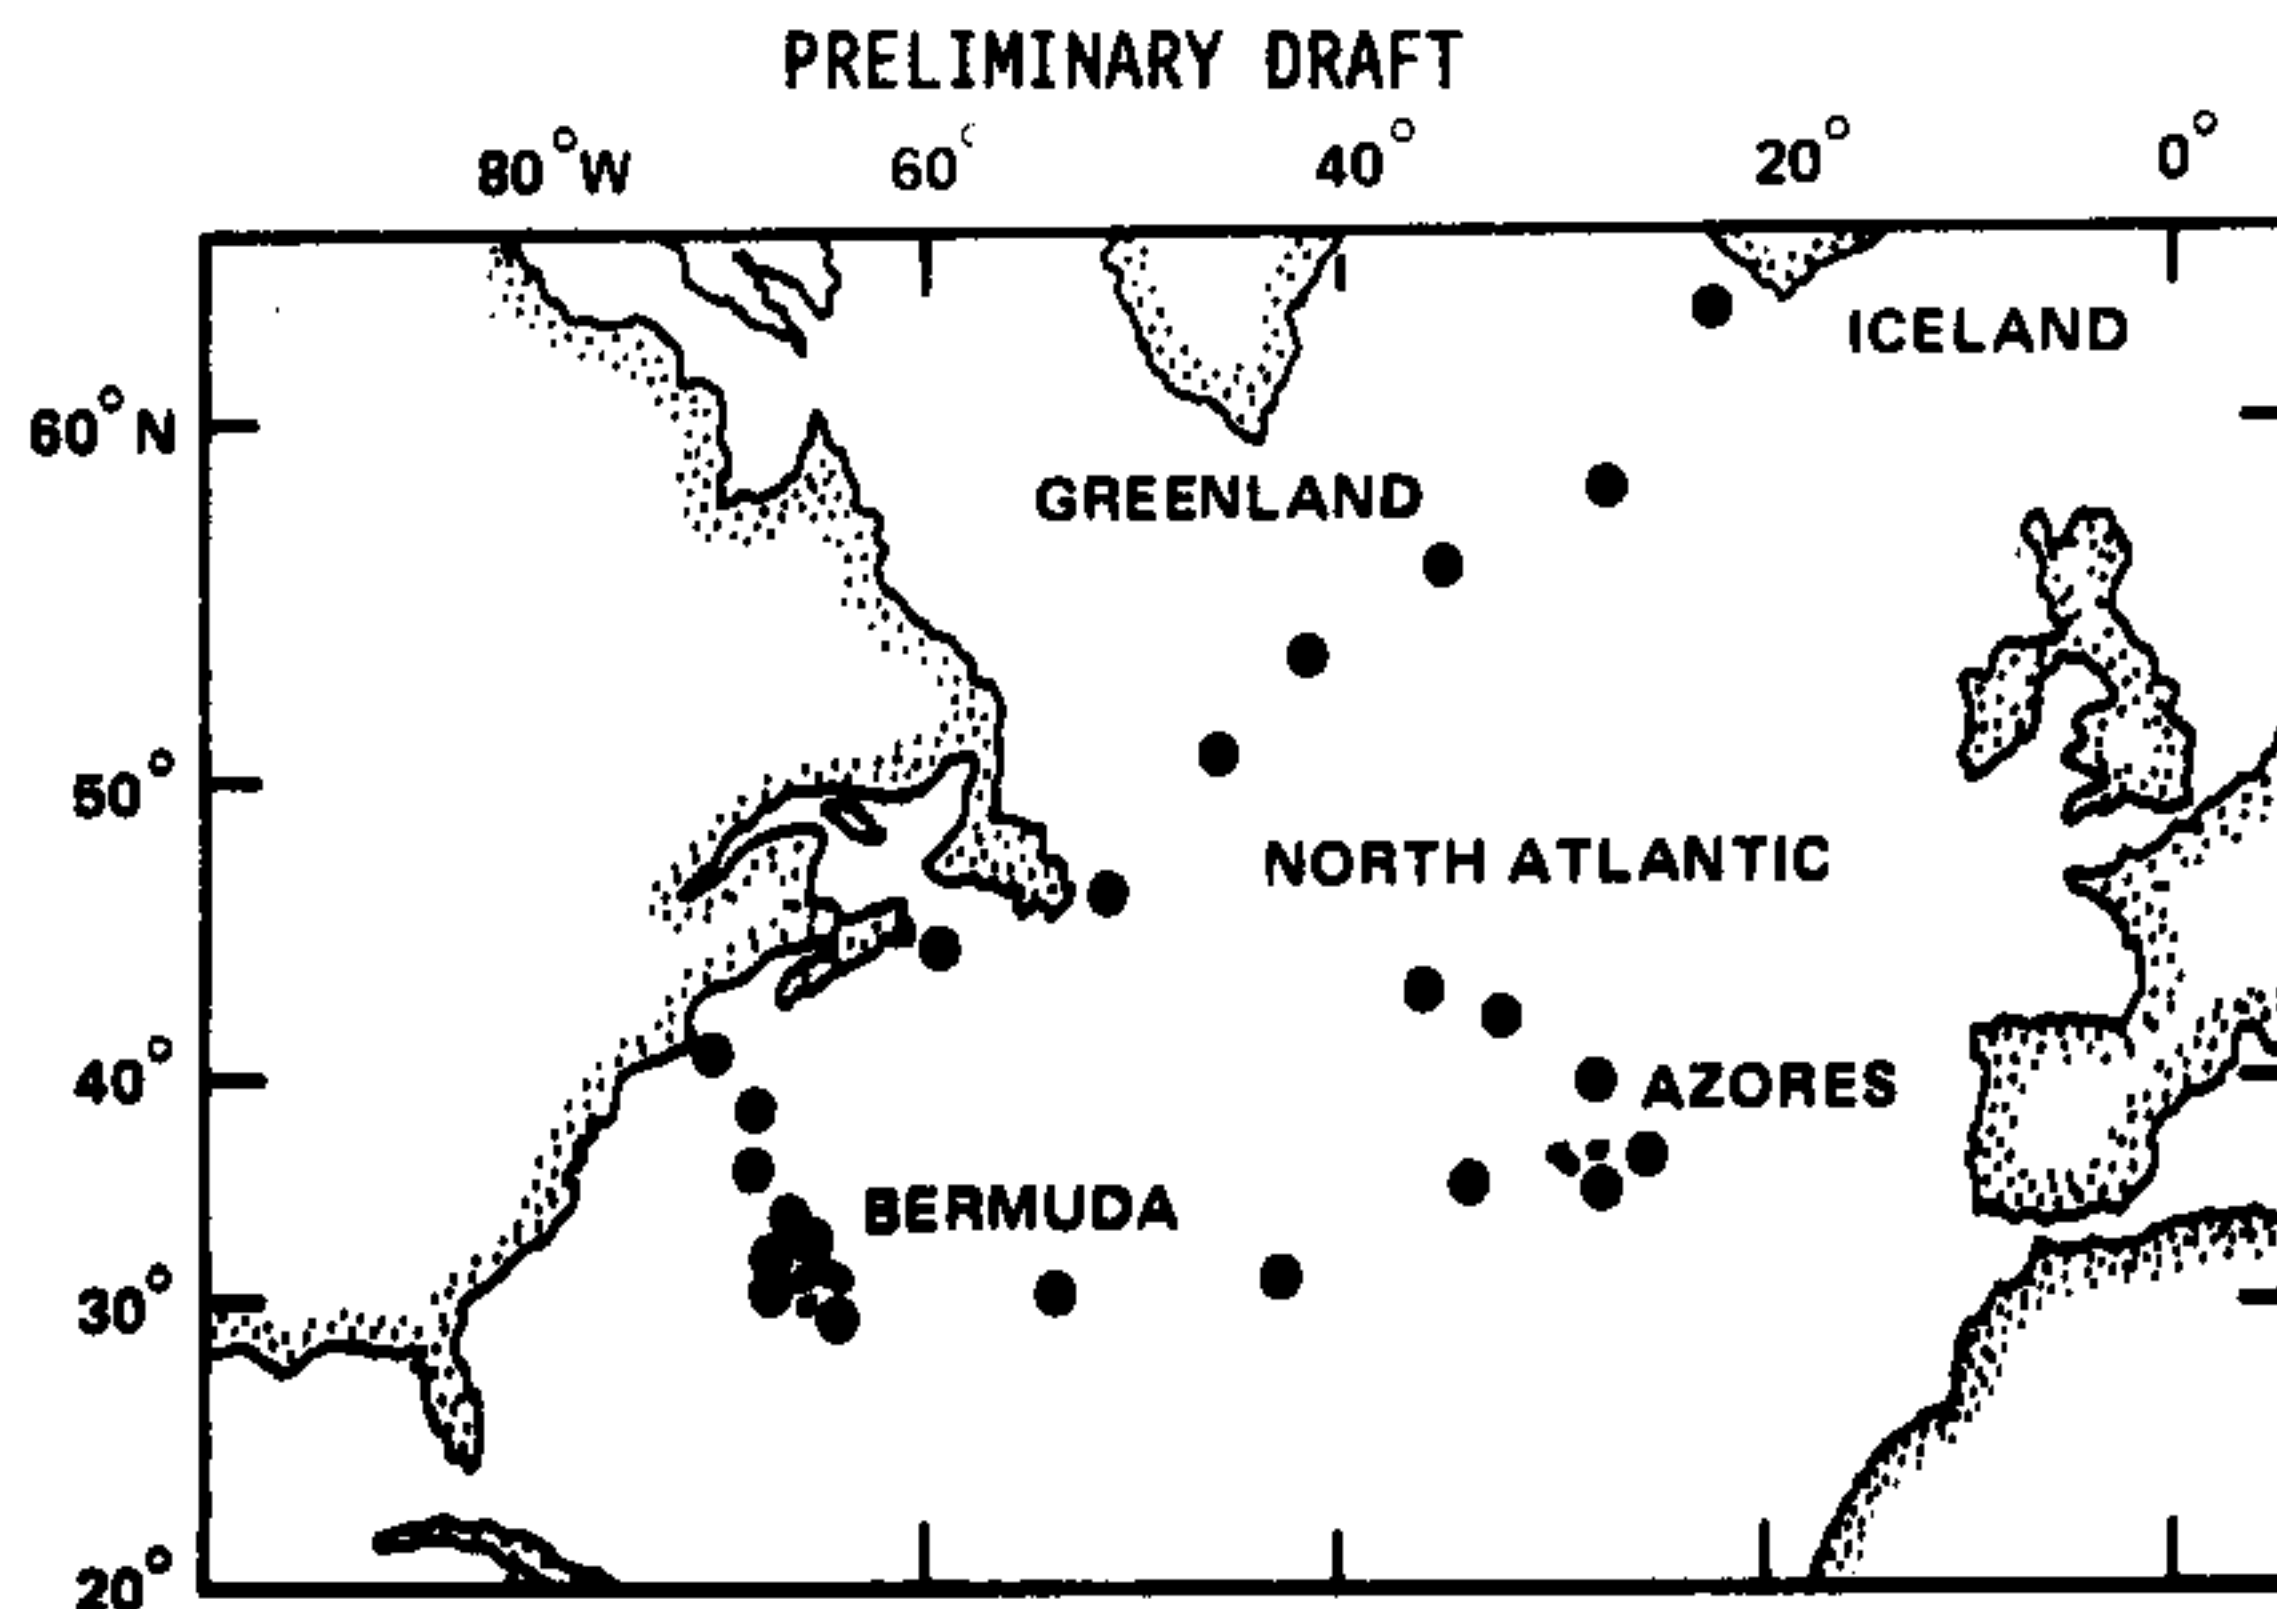 PRELIMINARY DRAFT
80°W 60° 40° 20° 0°
ICELAND
60°N
GREENLAND
50°
NORTH ATLANTIC
40°
AZORES
BERMUDA
30°
20°